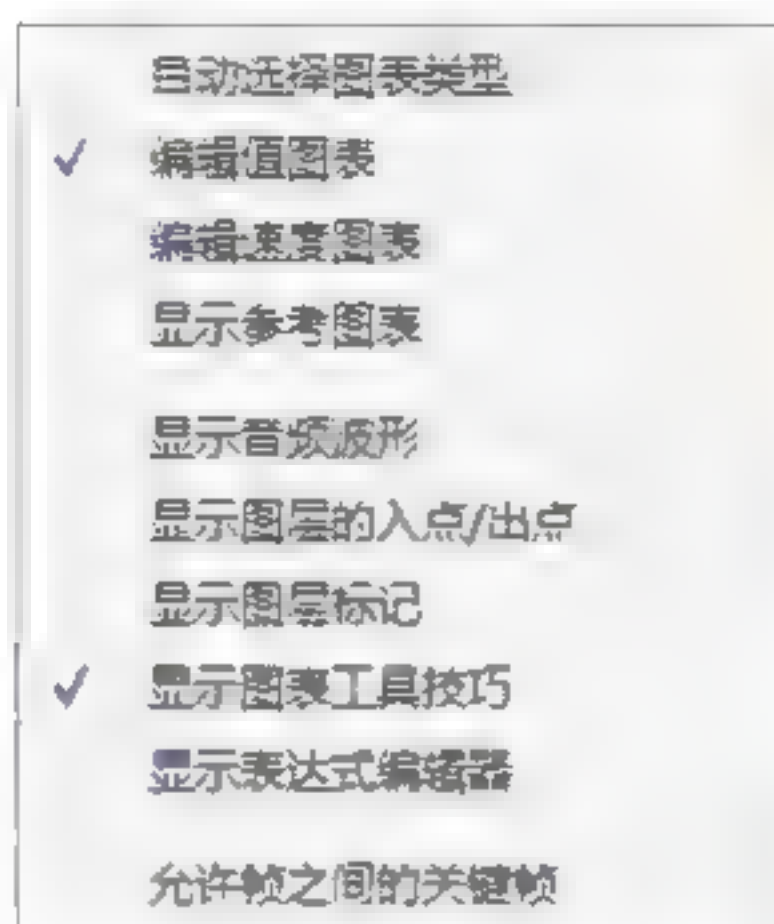 自动选择图表类型
编辑值图表
编辑速度图表
显示参考图表
显示音频波形
显示图层的入点/出点
显示图层标记
显示图表工具技巧
显示表达式编辑器
允许帧之间的关键帧